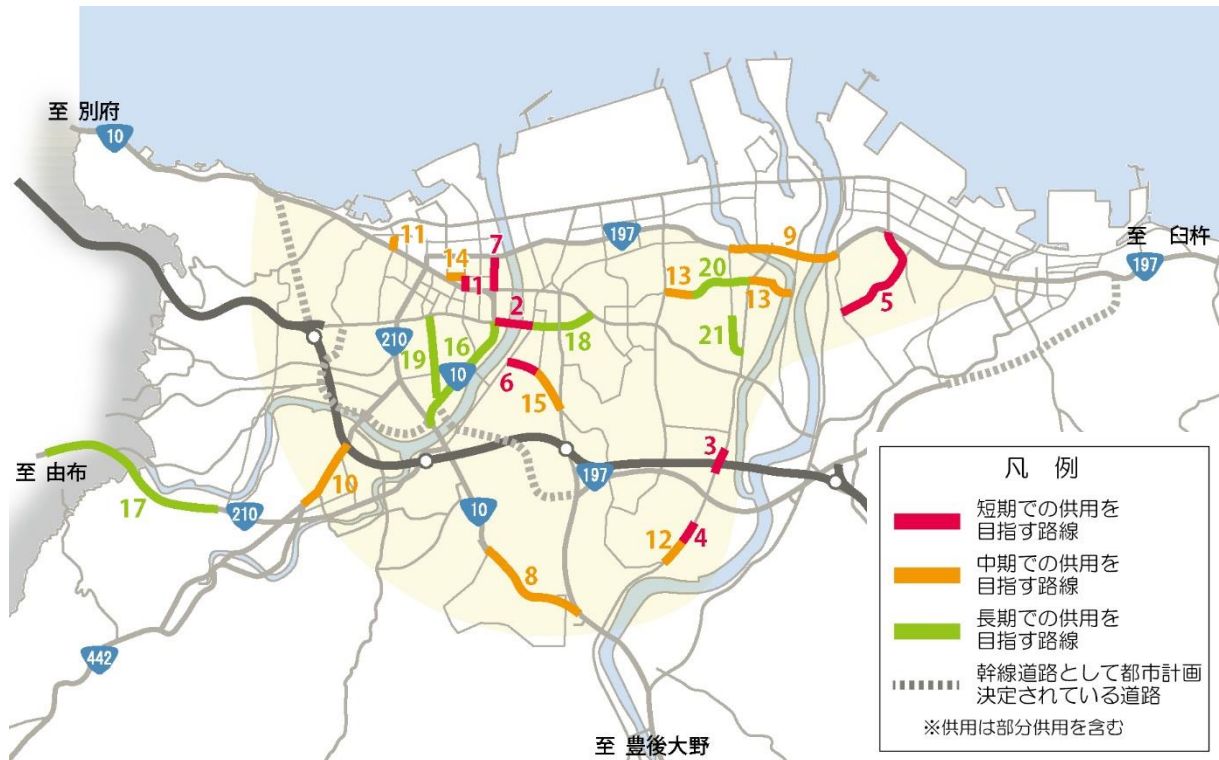 至 別府
10
11
7
197
9
至 臼杵
197
14
1
13
20
13
5
2
210
19
16
10
18
21
6
15
3
至 由布
17
210
10
197
10
12
4
8
442
至 豊後大野
凡 例
短期での供用を
目指す路線
中期での供用を
目指す路線
長期での供用を
目指す路線
幹線道路として都市計画
決定されている道路
※供用は部分供用を含む